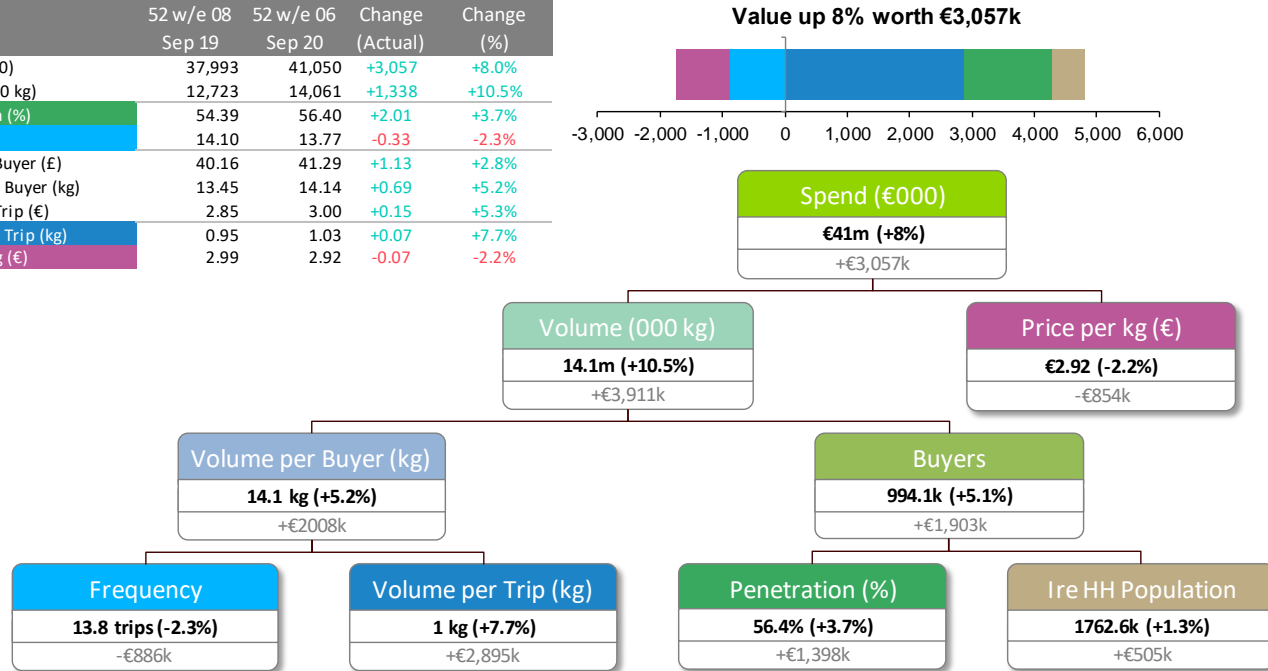 52 w/e 08 52 w/e 06 Change Change
Sep 19 Sep 20 (Actual) (%)
0) 37,993 41,050 +3,057 +8.0%
0 kg) 12,723 14,061 +1,338 +10.5%
(%) 54.39 56.40 +2.01 +3.7%
14.10 13.77 -0.33 -2.3%
Buyer (£) 40.16 41.29 +1.13 +2.8%
Buyer (kg) 13.45 14.14 +0.69 +5.2%
Trip (€) 2.85 3.00 +0.15 +5.3%
Trip (kg) 0.95 1.03 +0.07 +7.7%
(€) 2.99 2.92 -0.07 -2.2%
Value up 8% worth €3,057k
-3,000 -2,000 -1,000 0 1,000 2,000 3,000 4,000 5,000 6,000
Spend (€000)
€41m (+8%)
+€3,057k
Volume (000 kg)
14.1m (+10.5%)
+€3,911k
Price per kg (€)
€2.92 (-2.2%)
-€854k
Volume per Buyer (kg)
14.1 kg (+5.2%)
+€2008k
Buyers
994.1k (+5.1%)
+€1,903k
Frequency
13.8 trips (-2.3%)
-€886k
Volume per Trip (kg)
1 kg (+7.7%)
+€2,895k
Penetration (%)
56.4% (+3.7%)
+€1,398k
Ire HH Population
1762.6k (+1.3%)
+€505k